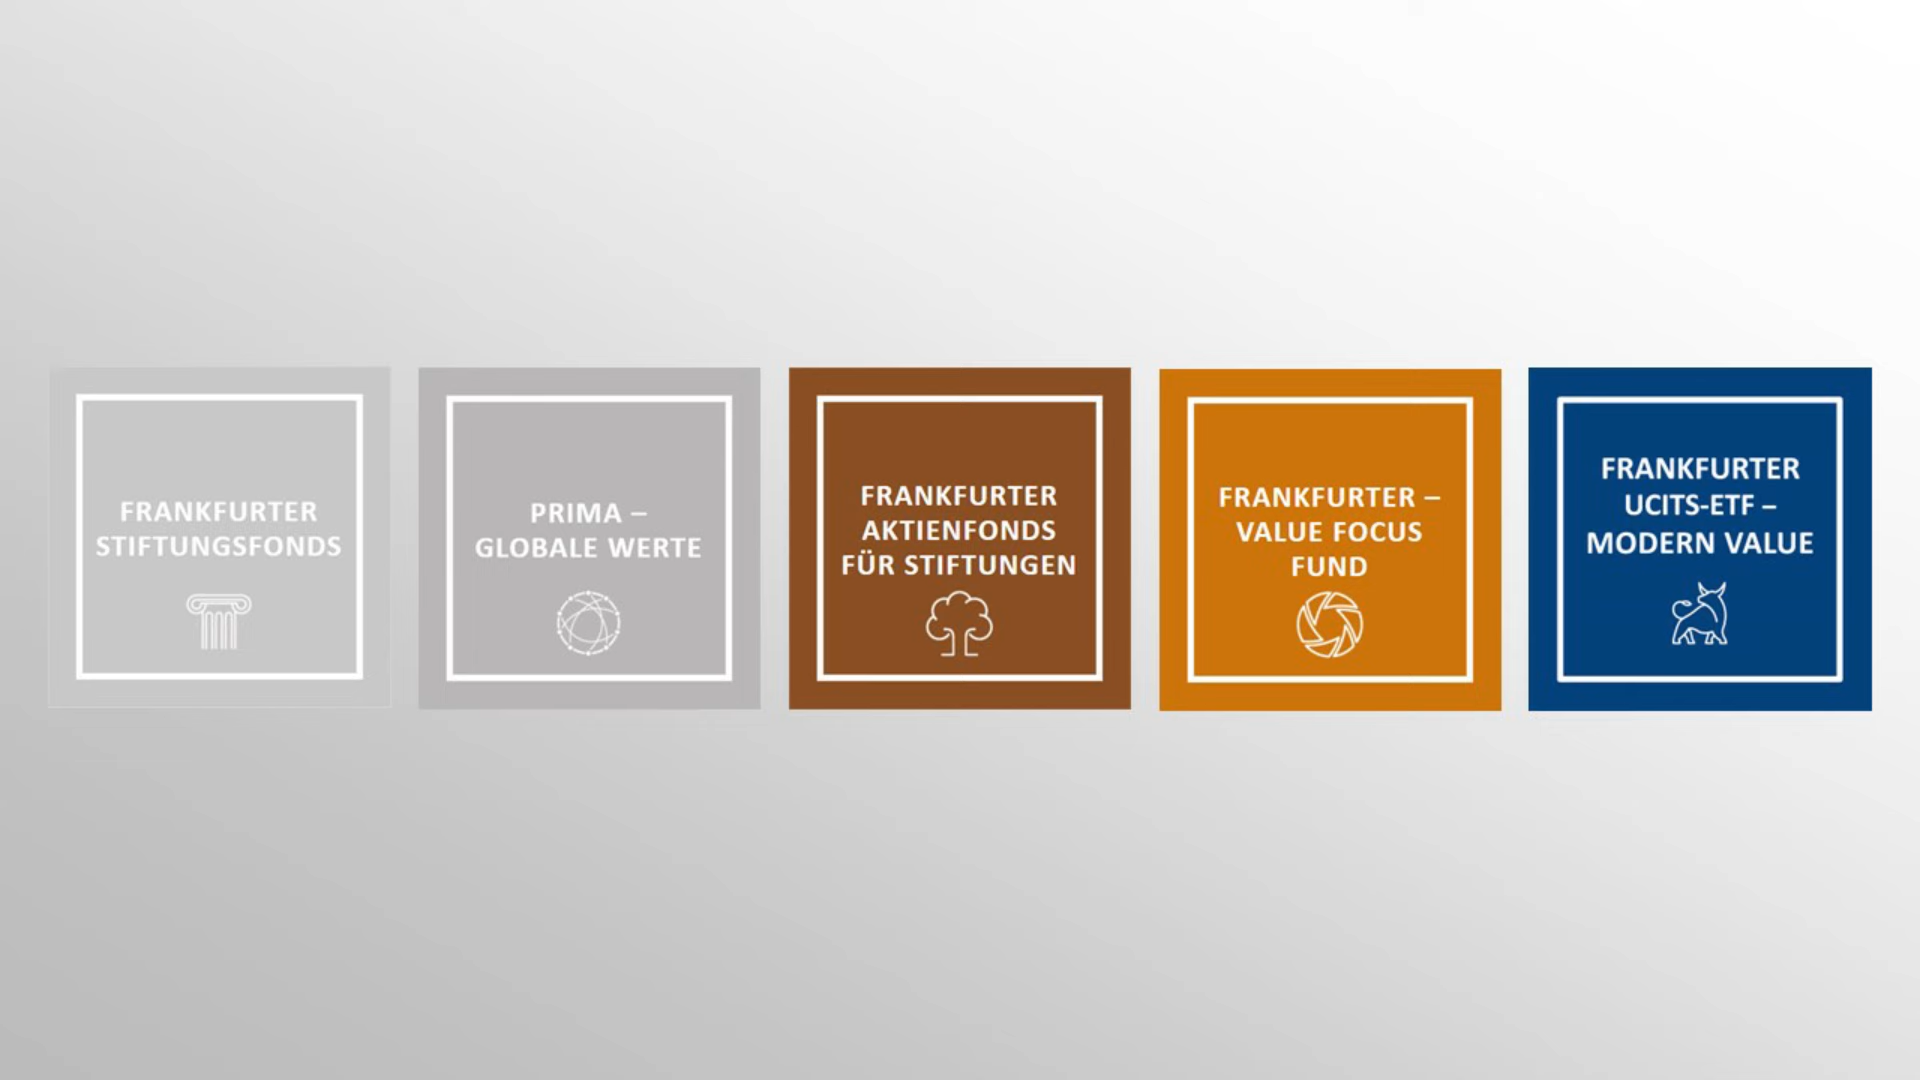 FRANKFURTER
STIFTUNGSFONDS
PRIMA –
GLOBALE WERTE
FRANKFURTER
AKTIENFONDS
FÜR STIFTUNGEN
FRANKFURTER –
VALUE FOCUS
FUND
FRANKFURTER
UCITS-ETF –
MODERN VALUE